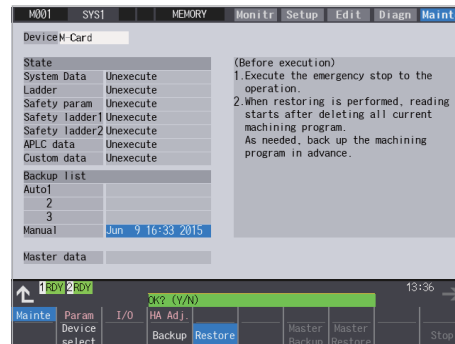 M001 SYS1 MEMORY Monitr Setup Edit Diagn Maint
Device M-Card
State
System Data Unexecute
Ladder Unexecute
Safety param Unexecute
Safety ladder1 Unexecute
Safety ladder2 Unexecute
APLC data Unexecute
Custom data Unexecute
Backup list
Auto1
2
3
Manual Jun 9 16:33 2015
Master data
(Before execution)
1.Execute the emergency stop to the
operation.
2.When restoring is performed, reading
starts after deleting all current
machining program.
As needed, back up the machining
program in advance.
1RDY 2RDY 13:36
OK? (Y/N)
Mainte Param I/O HA Adj.
Device select Backup Restore Master Backup Master Restore Stop